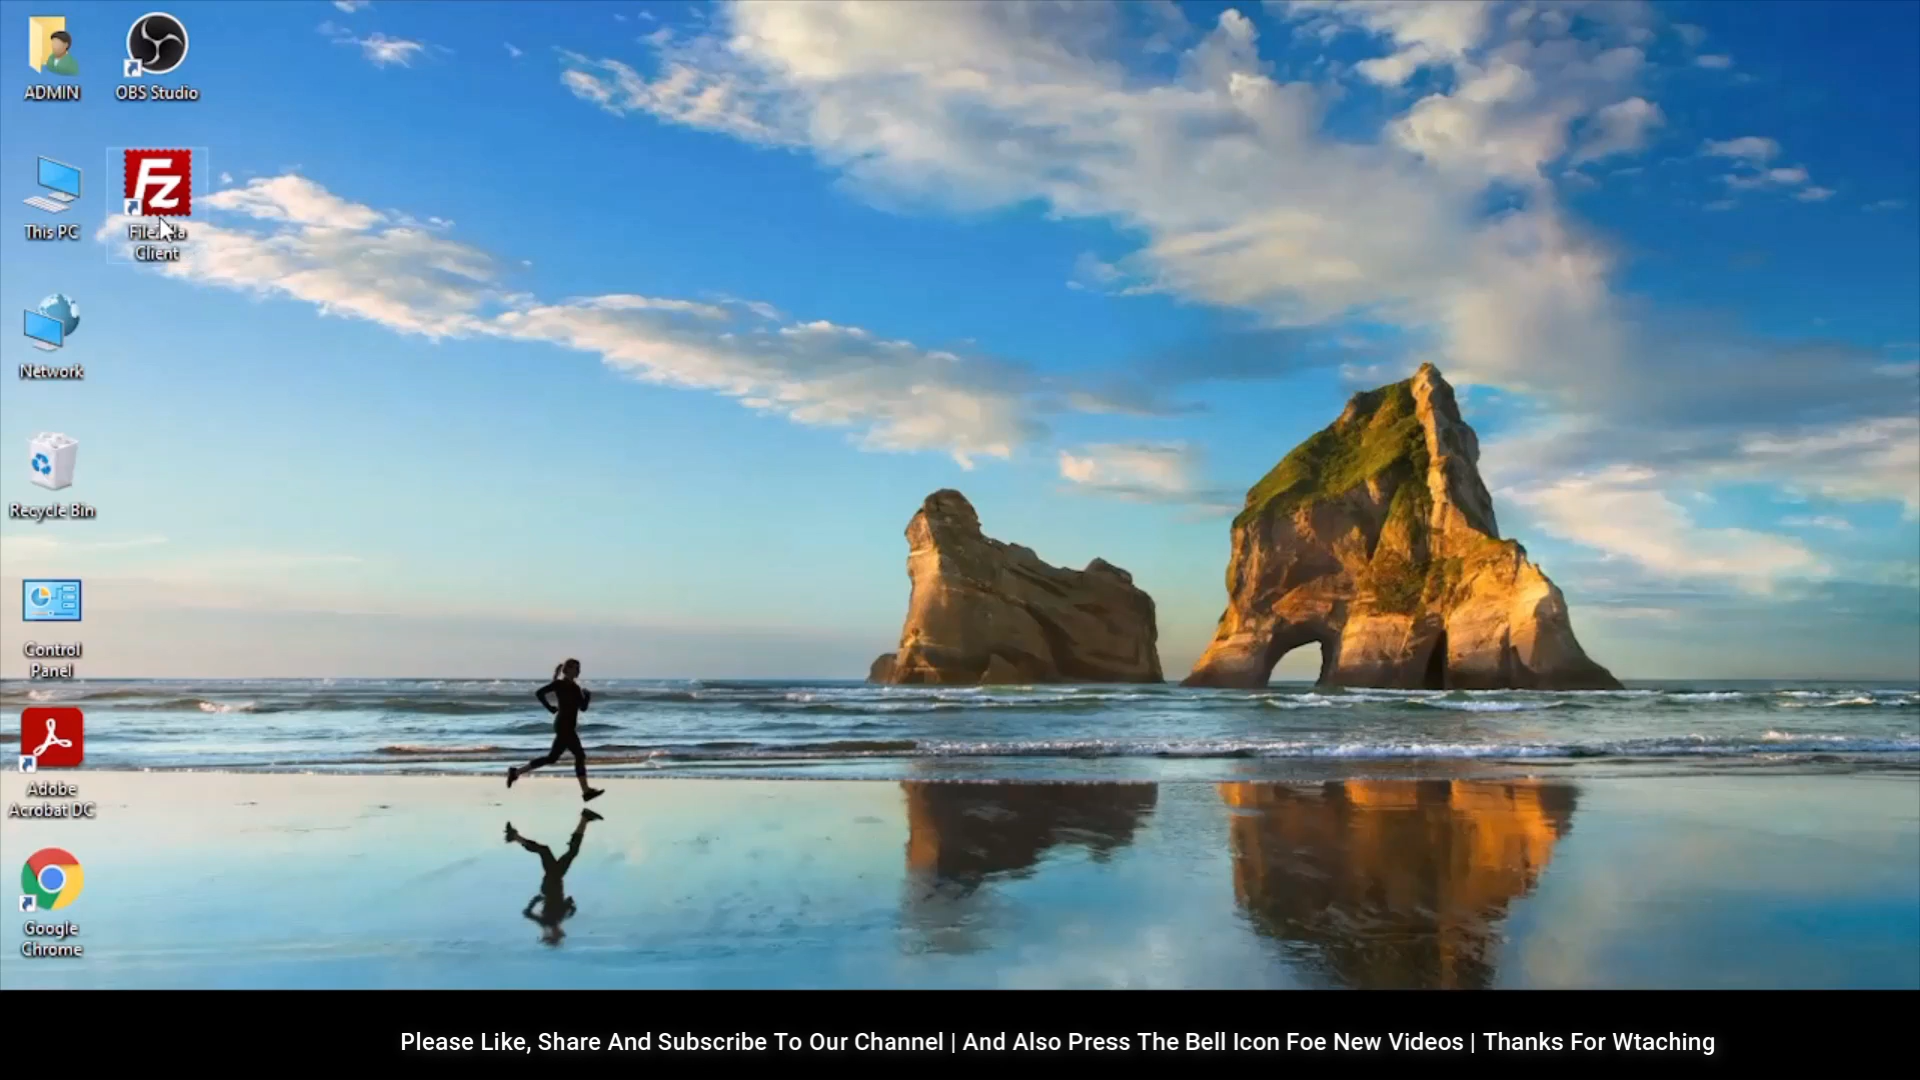 ADMIN
OBS Studio
This PC
Fz
Client
Network
Recycle Bin
Control
Panel
Adobe
Acrobat DC
Google
Chrome
Please Like, Share And Subscribe To Our Channel | And Also Press The Bell Icon Foe New Videos | Thanks For Wtaching